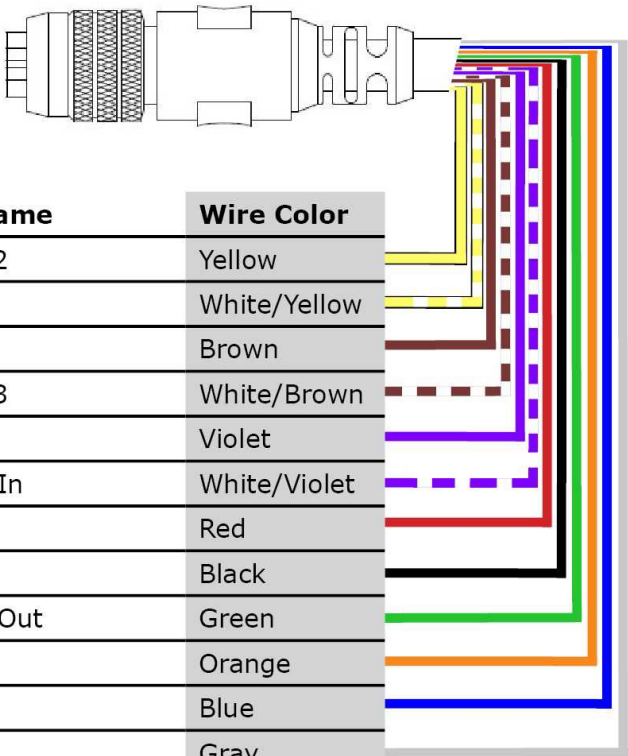 ame Wire Color
2 Yellow
White/Yellow
Brown
3 White/Brown
Violet
In White/Violet
Red
Black
Out Green
Orange
Blue
Gray